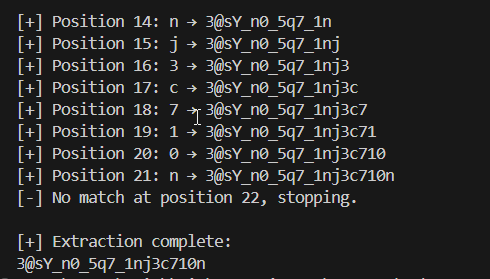 [+] Position 14: n → 3@sY_n0_5q7_1n
[+] Position 15: j → 3@sY_n0_5q7_1nj
[+] Position 16: 3 → 3@sY_n0_5q7_1nj3
[+] Position 17: c → 3@sY_n0_5q7_1nj3c
[+] Position 18: 7 → 3@sY_n0_5q7_1nj3c7
[+] Position 19: 1 → 3@sY_n0_5q7_1nj3c71
[+] Position 20: 0 → 3@sY_n0_5q7_1nj3c710
[+] Position 21: n → 3@sY_n0_5q7_1nj3c710n
[-] No match at position 22, stopping.
[+] Extraction complete:
3@sY_n0_5q7_1nj3c710n